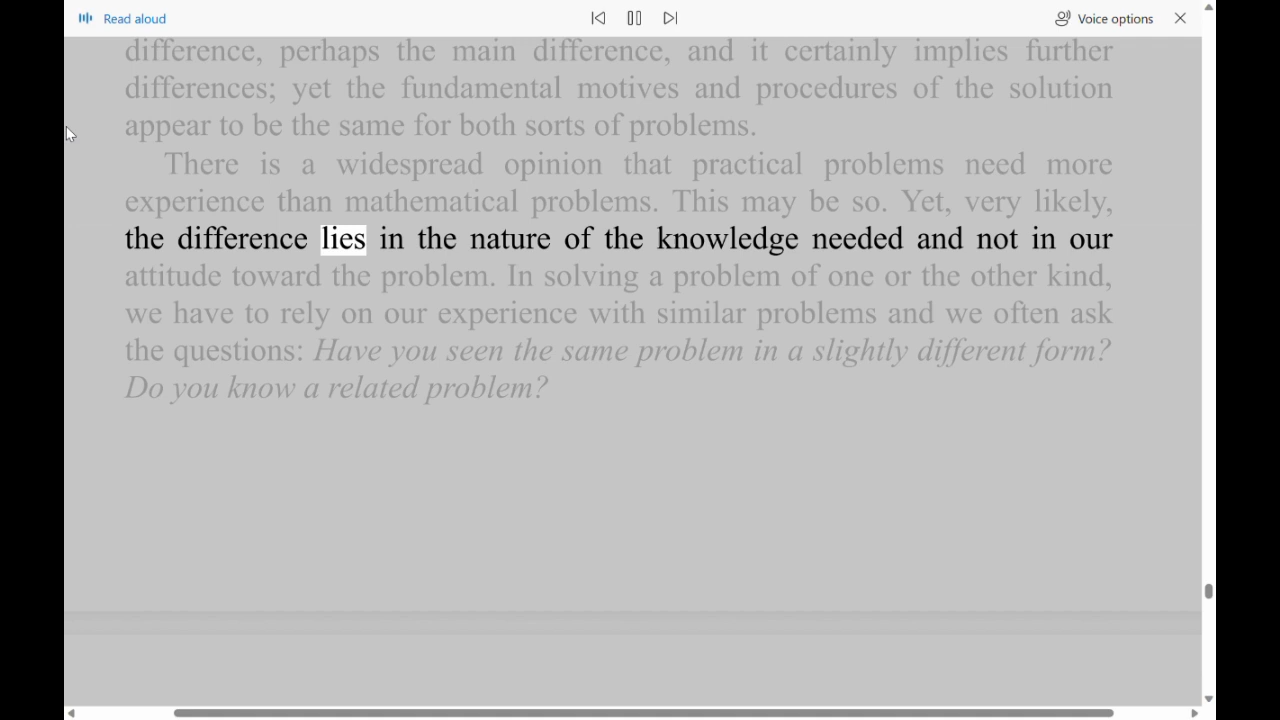 Read aloud
Voice options
difference, perhaps the main difference, and it certainly implies further
differences; yet the fundamental motives and procedures of the solution
appear to be the same for both sorts of problems.
There is a widespread opinion that practical problems need more
experience than mathematical problems. This may be so. Yet, very likely,
the difference lies in the nature of the knowledge needed and not in our
attitude toward the problem. In solving a problem of one or the other kind,
we have to rely on our experience with similar problems and we often ask
the questions: Have you seen the same problem in a slightly different form?
Do you know a related problem?